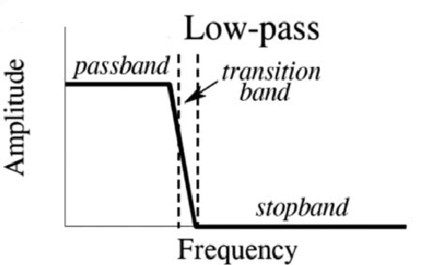 Low-pass
passband
transition
band
Amplitude
stopband
Frequency